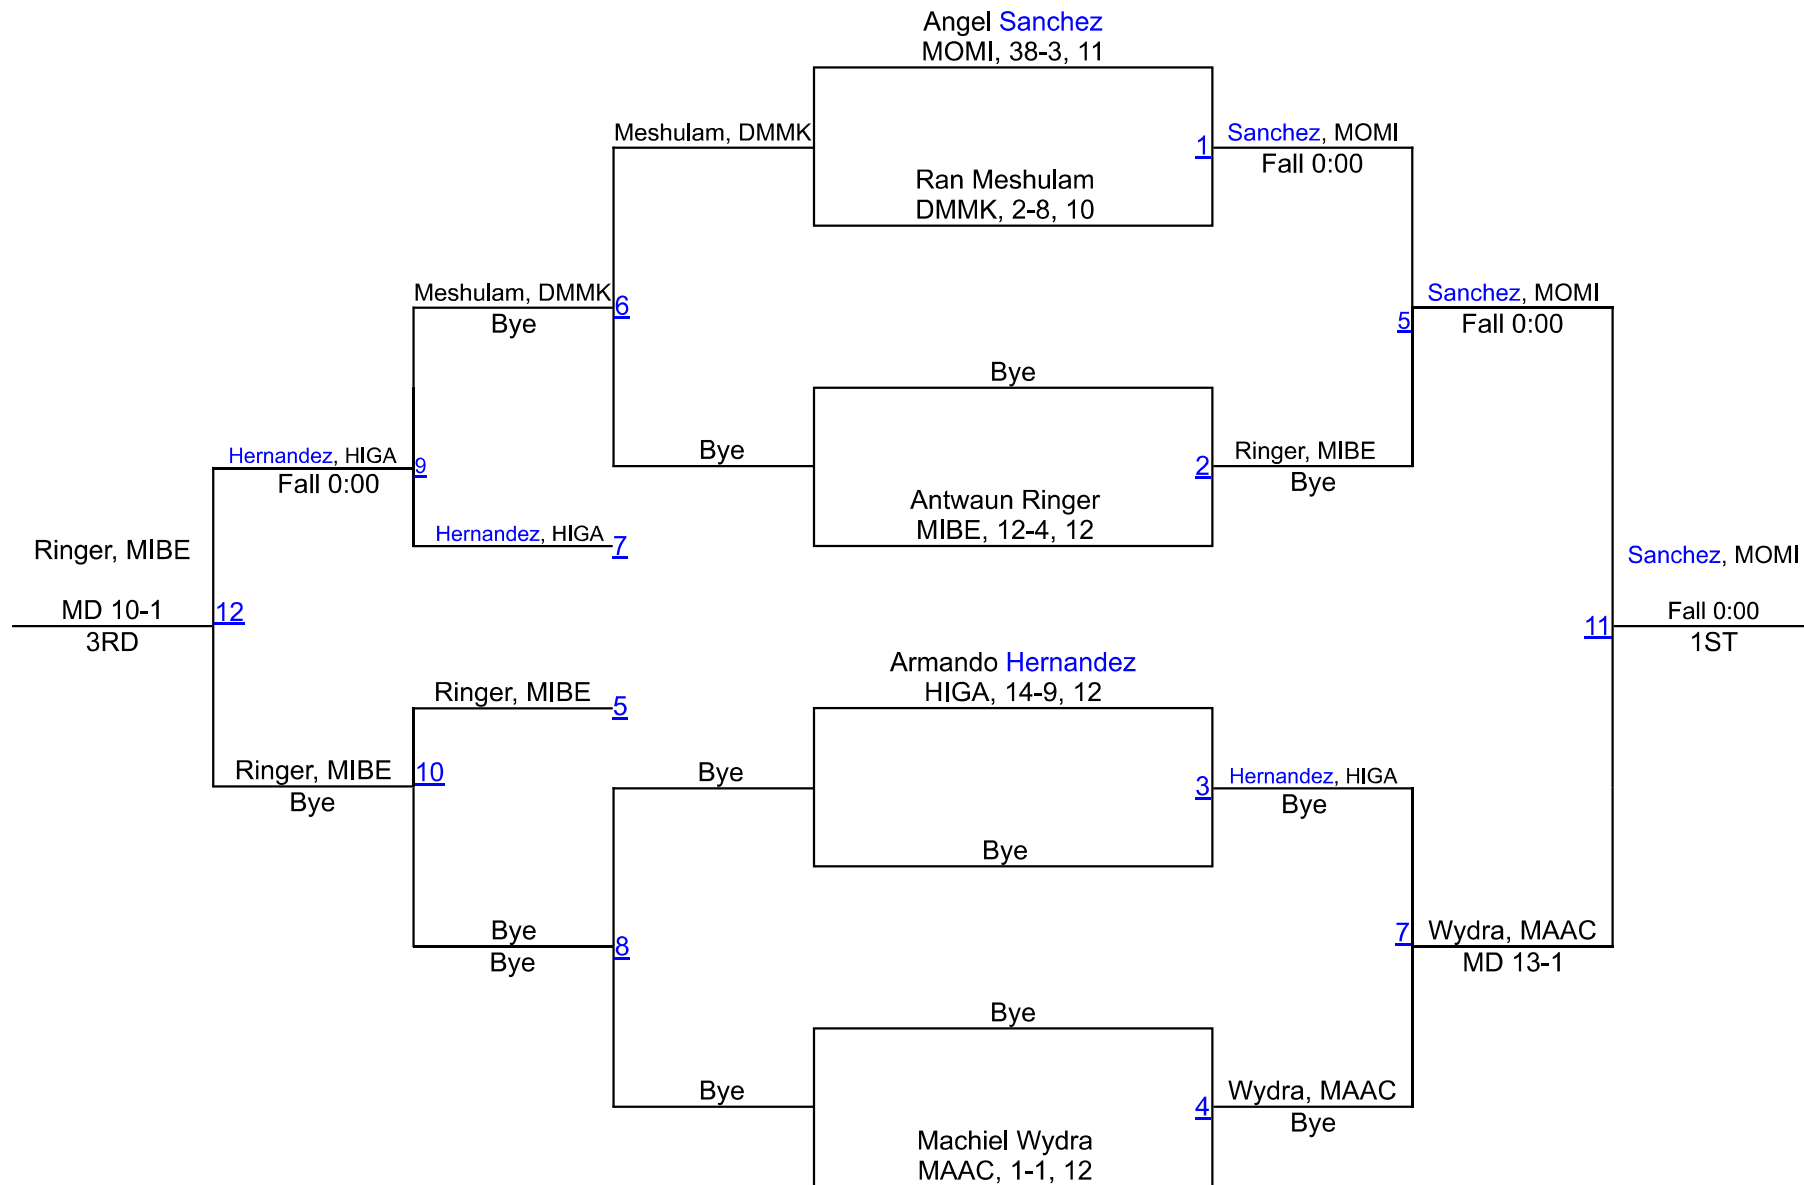 Angel Sanchez
MOMI, 38-3, 11
Meshulam, DMMK
1
Sanchez, MOMI
Fall 0:00
Ran Meshulam
DMMK, 2-8, 10
Meshulam, DMMK
Bye
6
Sanchez, MOMI
5
Fall 0:00
Bye
Hernandez, HIGA
Fall 0:00
9
Bye
2
Ringer, MIBE
Bye
Antwaun Ringer
MIBE, 12-4, 12
Hernandez, HIGA
7
Ringer, MIBE
Sanchez, MOMI
MD 10-1
3RD
12
11
Fall 0:00
1ST
Armando Hernandez
HIGA, 14-9, 12
Ringer, MIBE
5
Ringer, MIBE
Bye
10
Bye
3
Hernandez, HIGA
Bye
Bye
Bye
Bye
8
7
Wydra, MAAC
MD 13-1
Bye
Bye
4
Wydra, MAAC
Bye
Machiel Wydra
MAAC, 1-1, 12